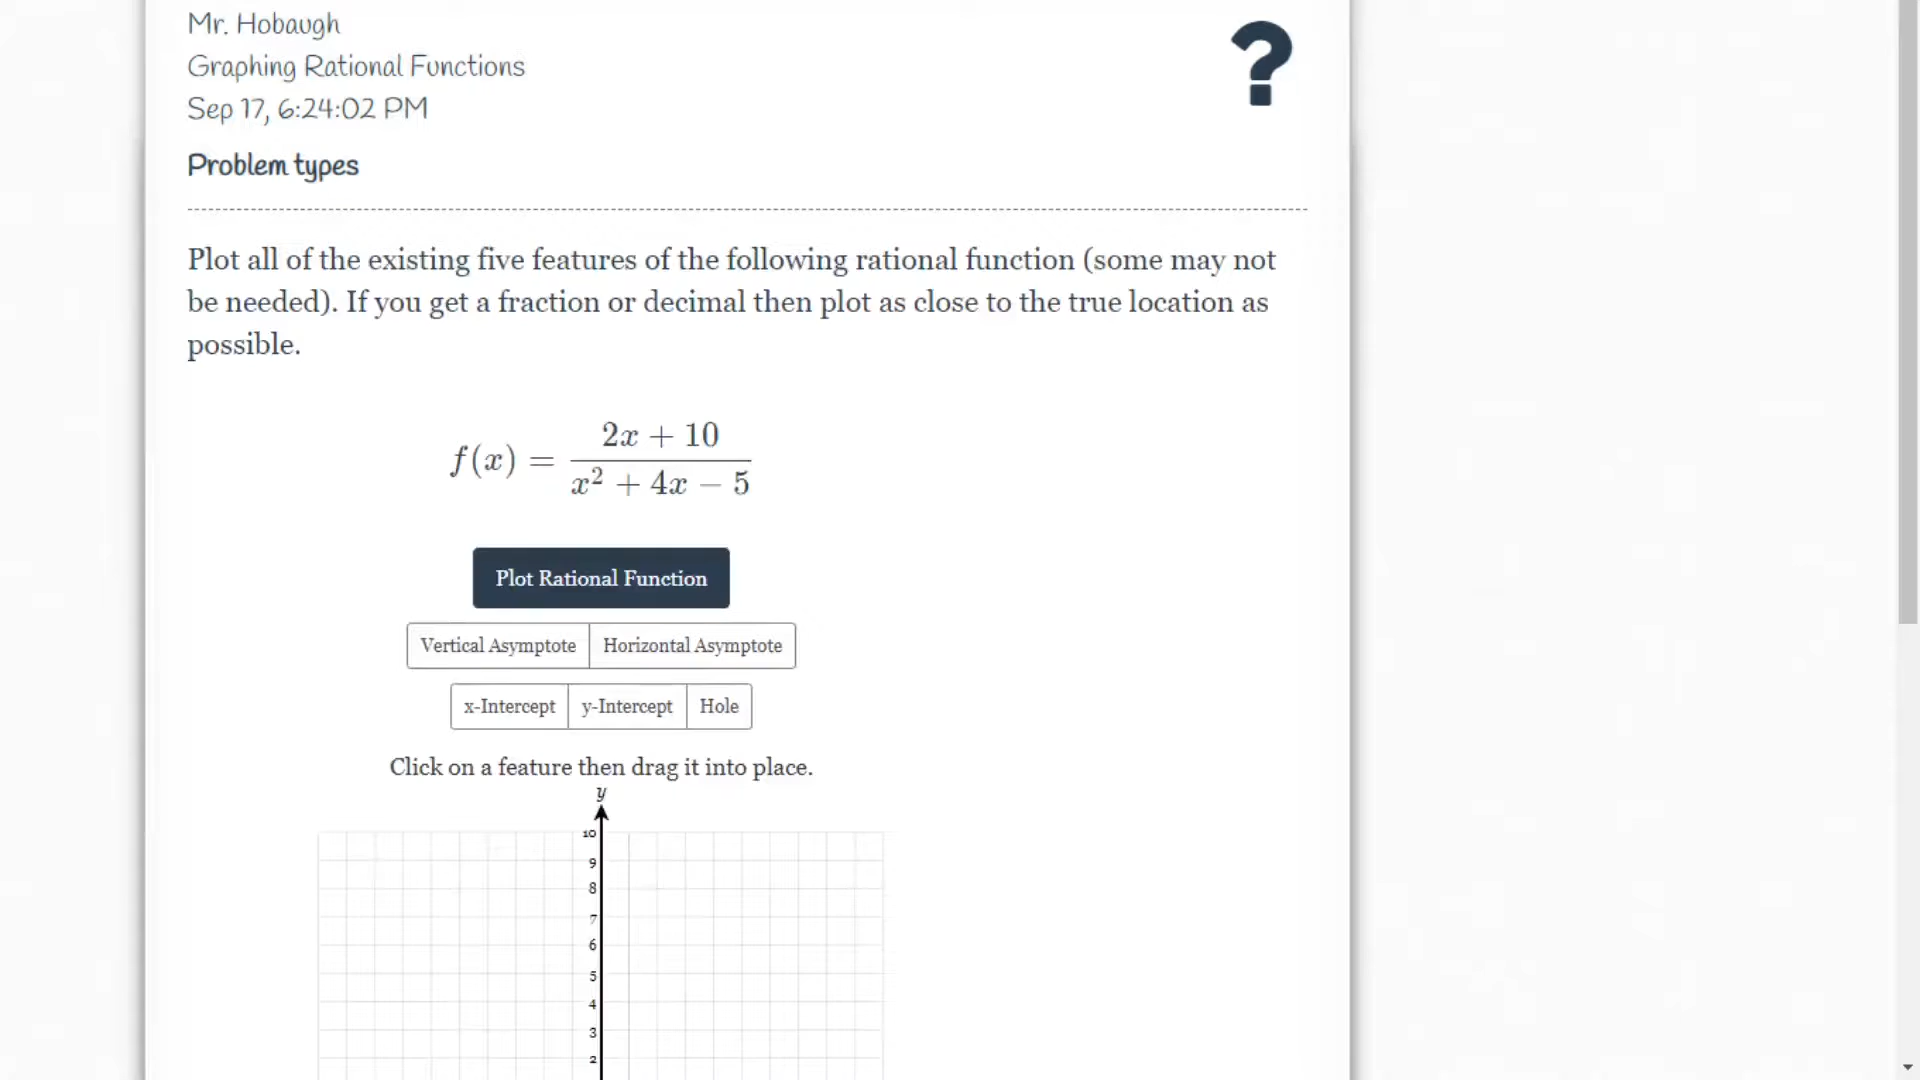 Mr. Hobaugh
Graphing Rational Functions
Sep 17, 6:24:02 PM
?
Problem types
Plot all of the existing five features of the following rational function (some may not
be needed). If you get a fraction or decimal then plot as close to the true location as
possible.
f(x) = \frac{2x + 10}{x² + 4x − 5}
Plot Rational Function
Vertical Asymptote Horizontal Asymptote
x-Intercept y-Intercept Hole
Click on a feature then drag it into place.
y
10
9
8
7
6
5
4
3
2